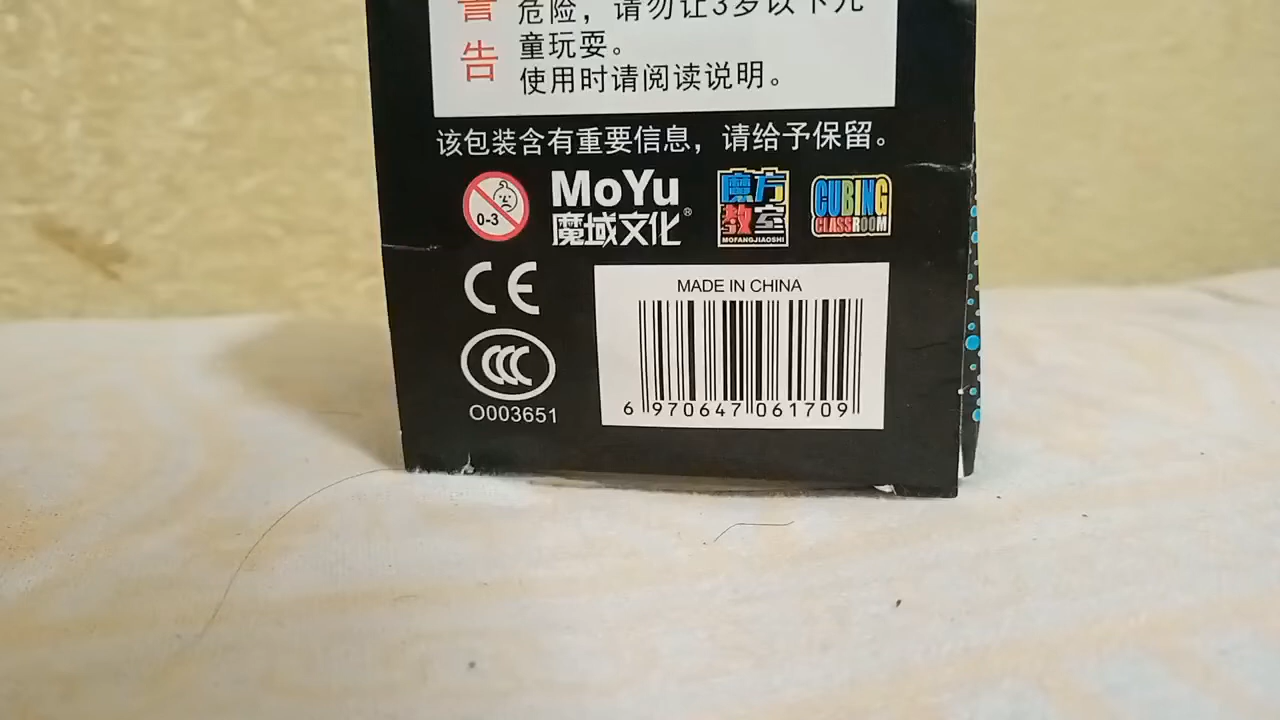 警 危险，请勿让3岁以下儿
告 童玩耍。
使用时请阅读说明。
该包装含有重要信息，请给予保留。
0-3
MoYu
魔域文化®
魔方
教室
MOFANGJIAOSHI
CUBING
CLASSROOM
CE
CCC
O003651
MADE IN CHINA
6 970647 061709